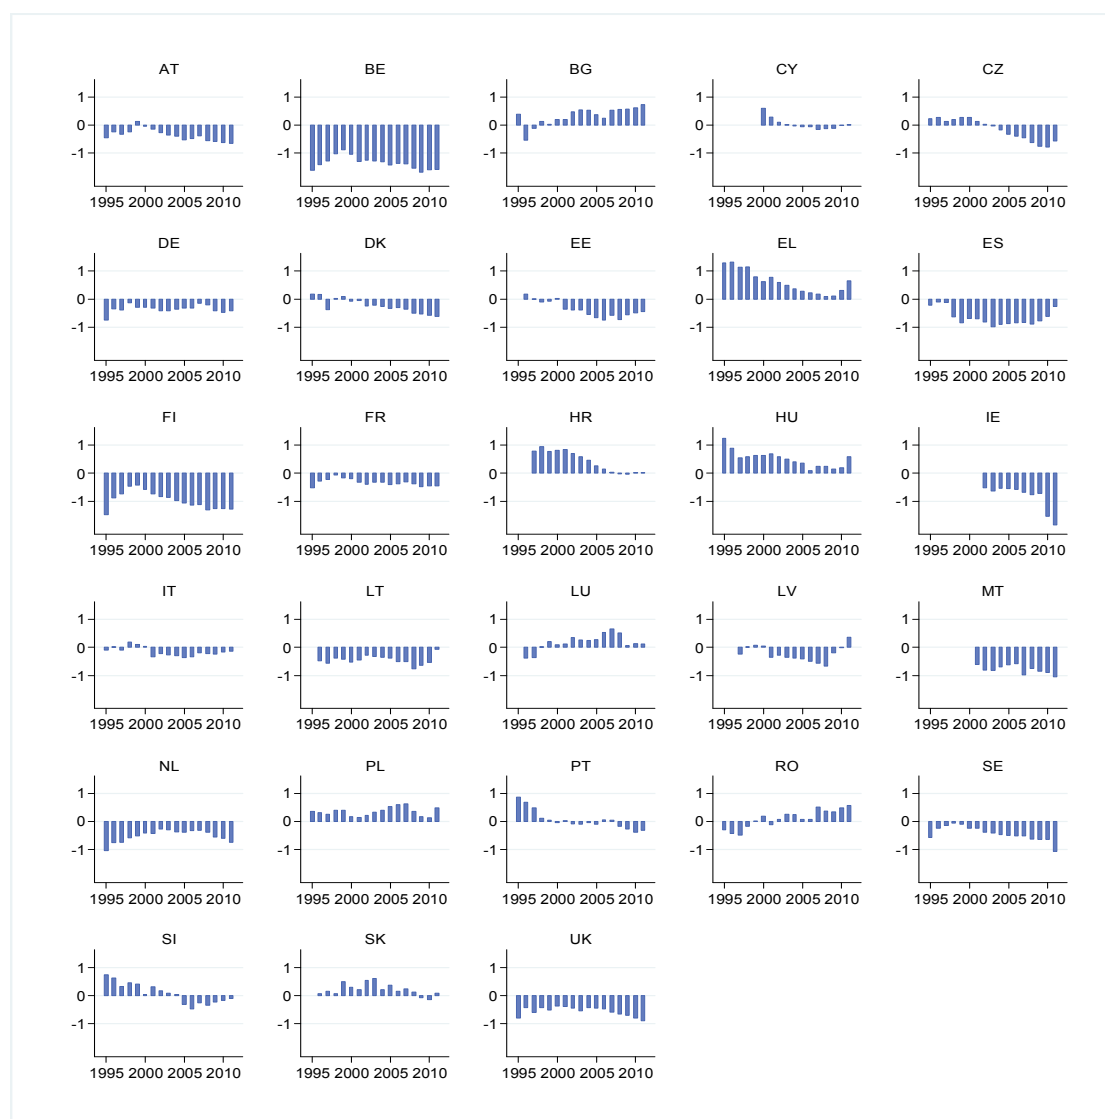 AT BE BG CY CZ
1 1 1 1 1
0 0 0 0 0
-1 -1 -1 -1 -1
1995 2000 2005 2010 1995 2000 2005 2010 1995 2000 2005 2010 1995 2000 2005 2010 1995 2000 2005 2010
DE DK EE EL ES
1 1 1 1 1
0 0 0 0 0
-1 -1 -1 -1 -1
1995 2000 2005 2010 1995 2000 2005 2010 1995 2000 2005 2010 1995 2000 2005 2010 1995 2000 2005 2010
FI FR HR HU IE
1 1 1 1 1
0 0 0 0 0
-1 -1 -1 -1 -1
1995 2000 2005 2010 1995 2000 2005 2010 1995 2000 2005 2010 1995 2000 2005 2010 1995 2000 2005 2010
IT LT LU LV MT
1 1 1 1 1
0 0 0 0 0
-1 -1 -1 -1 -1
1995 2000 2005 2010 1995 2000 2005 2010 1995 2000 2005 2010 1995 2000 2005 2010 1995 2000 2005 2010
NL PL PT RO SE
1 1 1 1 1
0 0 0 0 0
-1 -1 -1 -1 -1
1995 2000 2005 2010 1995 2000 2005 2010 1995 2000 2005 2010 1995 2000 2005 2010 1995 2000 2005 2010
SI SK UK
1 1 1
0 0 0
-1 -1 -1
1995 2000 2005 2010 1995 2000 2005 2010 1995 2000 2005 2010